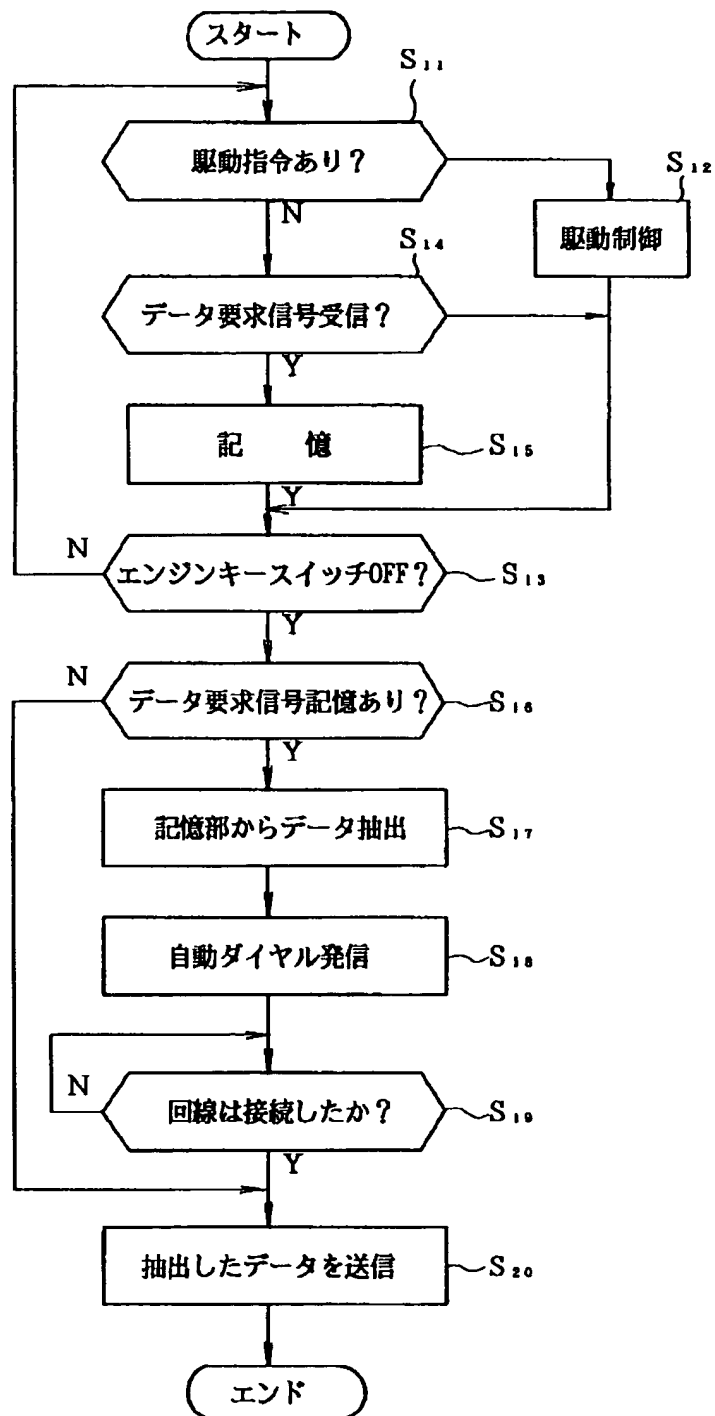 スタート
S₁₁
駆動指令あり?
S₁₂
N
駆動制御
S₁₄
データ要求信号受信?
Y
記 憶
S₁₅
Y
N
エンジンキースイッチOFF?
S₁₃
Y
N
データ要求信号記憶あり?
S₁₆
Y
記憶部からデータ抽出
S₁₇
自動ダイヤル発信
S₁₈
N
回線は接続したか?
S₁₉
Y
抽出したデータを送信
S₂₀
エンド